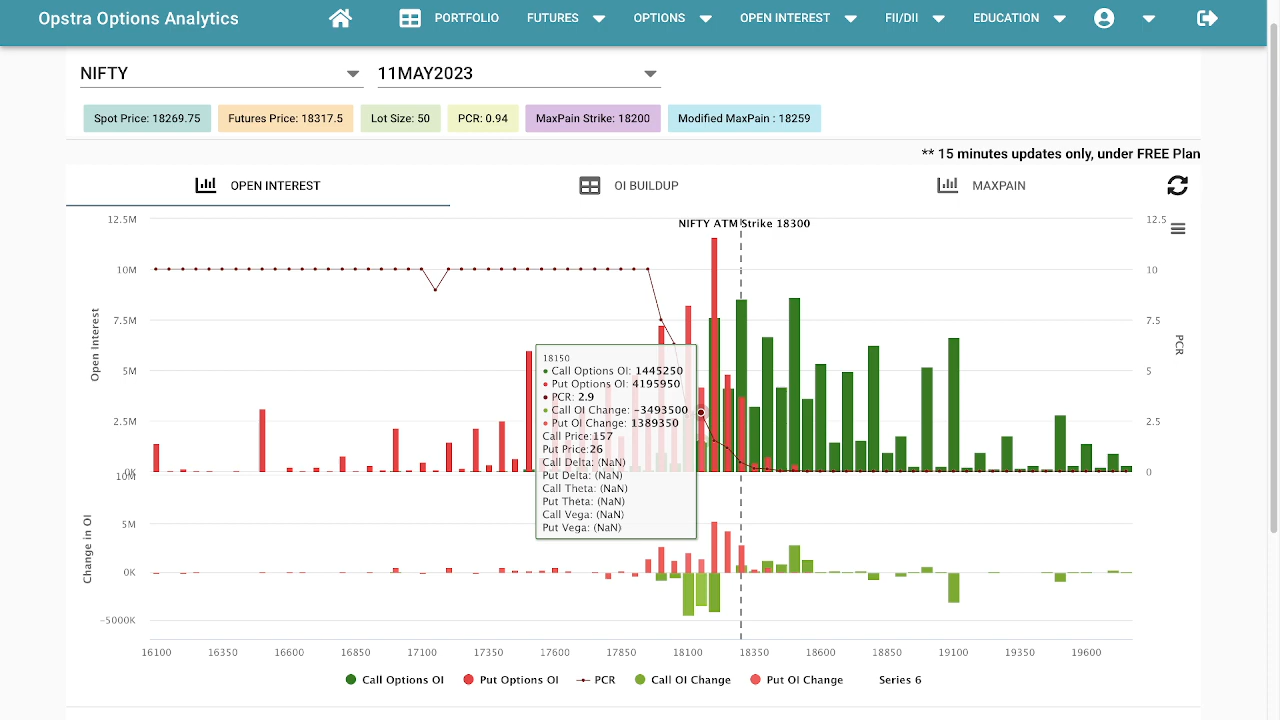 Opstra Options Analytics PORTFOLIO FUTURES OPTIONS OPEN INTEREST FII/DII EDUCATION
NIFTY 11MAY2023
Spot Price: 18269.75 Futures Price: 18317.5 Lot Size: 50 PCR: 0.94 MaxPain Strike: 18200 Modified MaxPain : 18259
** 15 minutes updates only, under FREE Plan
OPEN INTEREST OI BUILDUP MAXPAIN
NIFTY ATM Strike 18300
12.5M
10M
7.5M
5M
2.5M
0K
Open Interest
12.5
10
7.5
5
2.5
0
PCR
18150
Call Options OI: 1445250
Put Options OI: 4195950
PCR: 2.9
Call OI Change: -3493500
Put OI Change: 1389350
Call Price:157
Put Price:26
Call Delta: (NaN)
Put Delta: (NaN)
Call Theta: (NaN)
Put Theta: (NaN)
Call Vega: (NaN)
Put Vega: (NaN)
10M
5M
0K
-5000K
Change in OI
16100 16350 16600 16850 17100 17350 17600 17850 18100 18350 18600 18850 19100 19350 19600
Call Options OI Put Options OI PCR Call OI Change Put OI Change Series 6